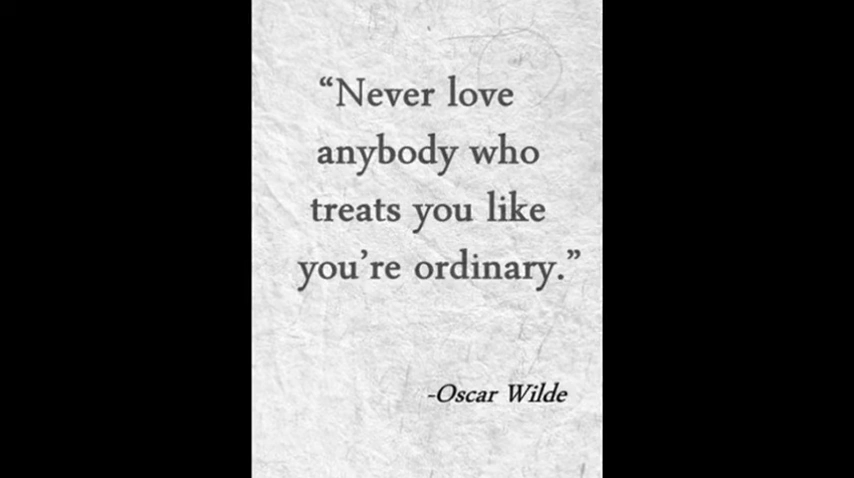 “Never love
anybody who
treats you like
you’re ordinary.”
-Oscar Wilde